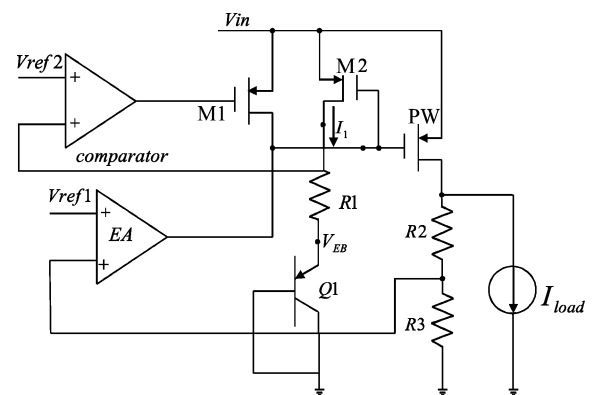 Vin
Vref2
+
+
M1
M2
PW
I1
comparator
Vref1
+
EA
+
R1
VEB
Q1
R2
R3
Iload